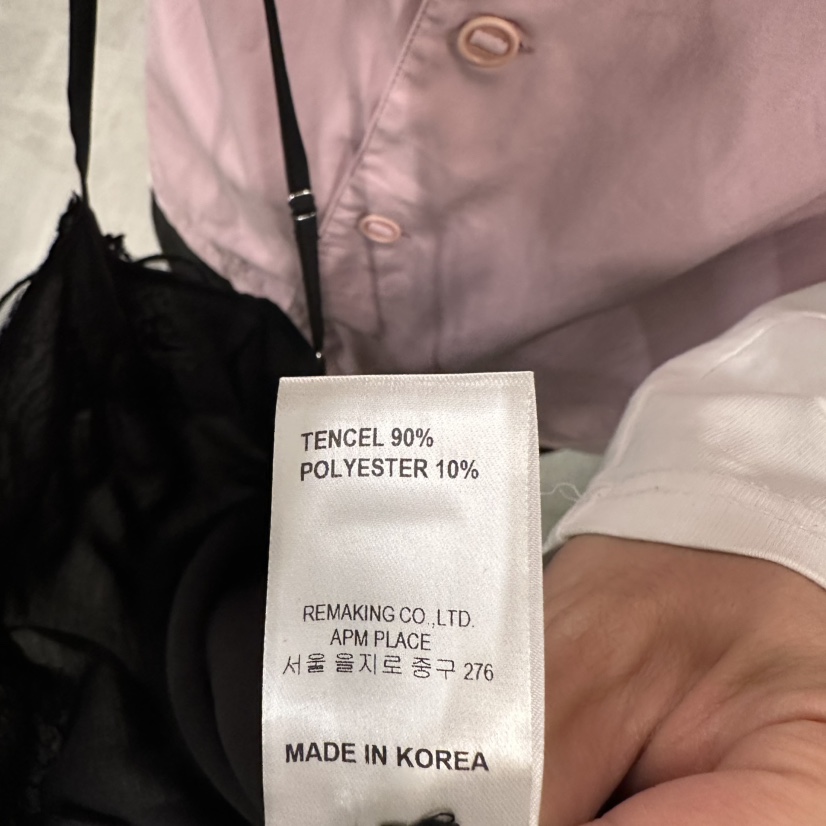 TENCEL 90%
POLYESTER 10%
REMAKING CO.,LTD.
APM PLACE
서울 을지로 중구 276
MADE IN KOREA